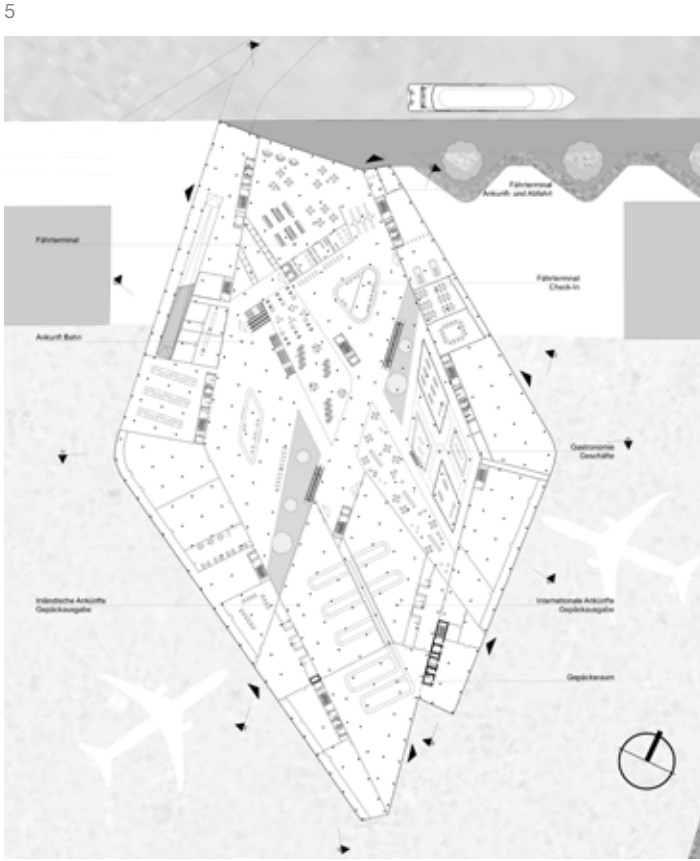 5
Fährterminal
Ankunft- und Abfahrt
Fährterminal
Fährterminal
Check-In
Ankunft Bahn
Gastronomie
Geschäfte
Inländische Ankünfte
Gepäckausgabe
Internationale Ankünfte
Gepäckausgabe
Gepäckraum